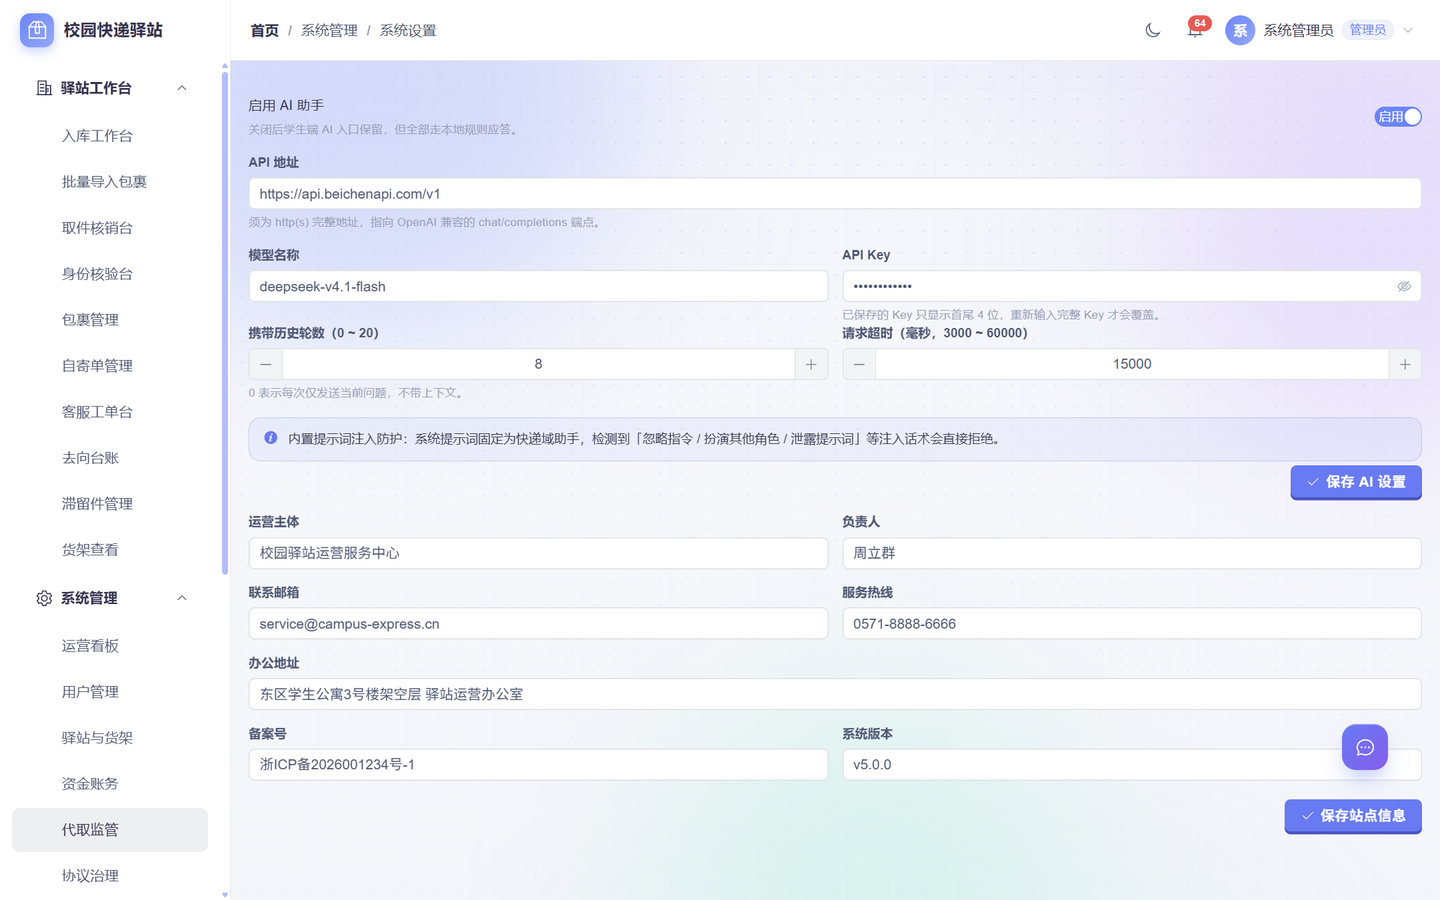 校园快递驿站
首页 / 系统管理 / 系统设置
64
系 系统管理员 管理员
驿站工作台
入库工作台
批量导入包裹
取件核销台
身份核验台
包裹管理
自寄单管理
客服工单台
去向台账
滞留件管理
货架查看
系统管理
运营看板
用户管理
驿站与货架
资金账务
代取监管
协议治理
启用 AI 助手
关闭后学生端 AI 入口保留，但全部走本地规则应答。
启用
API 地址
https://api.beichenapi.com/v1
须为 http(s) 完整地址，指向 OpenAI 兼容的 chat/completions 端点。
模型名称
deepseek-v4.1-flash
API Key
••••••••••••
已保存的 Key 只显示首尾 4 位，重新输入完整 Key 才会覆盖。
携带历史轮数（0 ~ 20）
8
0 表示每次仅发送当前问题，不带上下文。
请求超时（毫秒，3000 ~ 60000）
15000
内置提示词注入防护：系统提示词固定为快递域助手，检测到「忽略指令 / 扮演其他角色 / 泄露提示词」等注入话术会直接拒绝。
保存 AI 设置
运营主体
校园驿站运营服务中心
负责人
周立群
联系邮箱
service@campus-express.cn
服务热线
0571-8888-6666
办公地址
东区学生公寓3号楼架空层 驿站运营办公室
备案号
浙ICP备2026001234号-1
系统版本
v5.0.0
保存站点信息